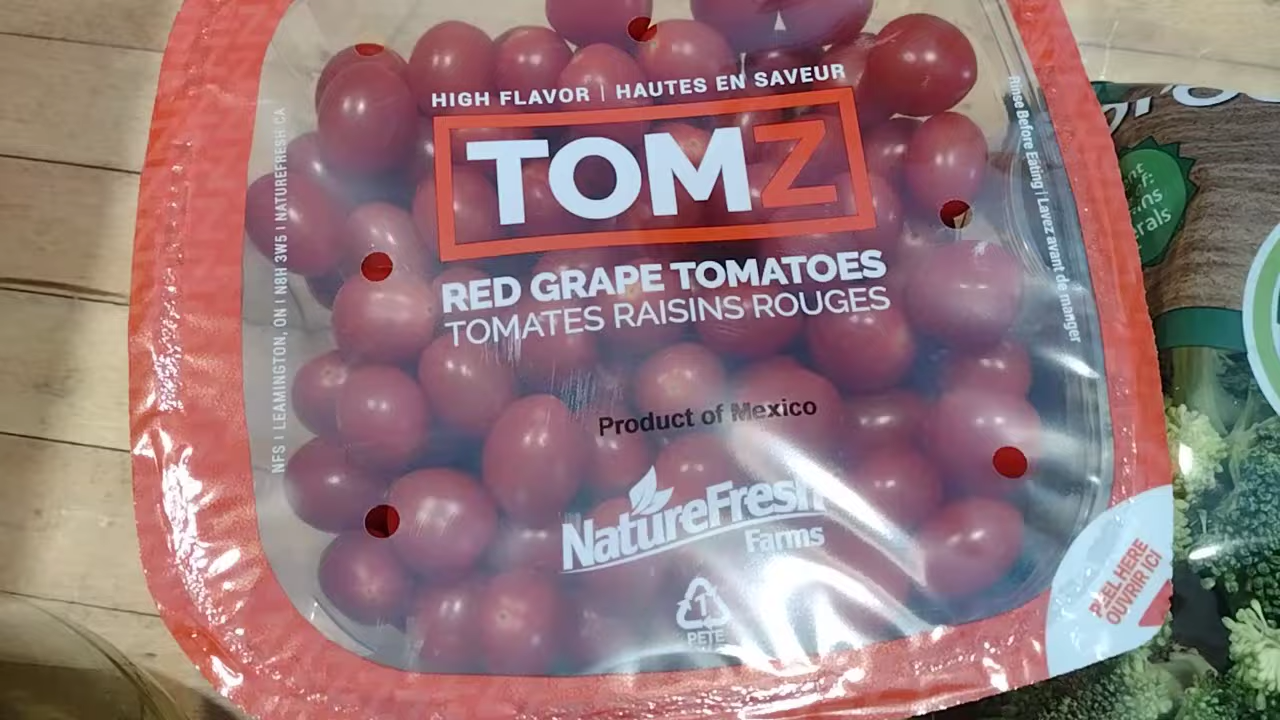 HIGH FLAVOR | HAUTES EN SAVEUR
TOMZ
RED GRAPE TOMATOES
TOMATES RAISINS ROUGES
Product of Mexico
NatureFresh
Farms
1
PETE
NFS | LEAMINGTON, ON | N8H 3W5 | NATUREFRESH.CA
Rinse Before Eating | Lavez avant de manger
PEEL HERE
OUVRIR ICI